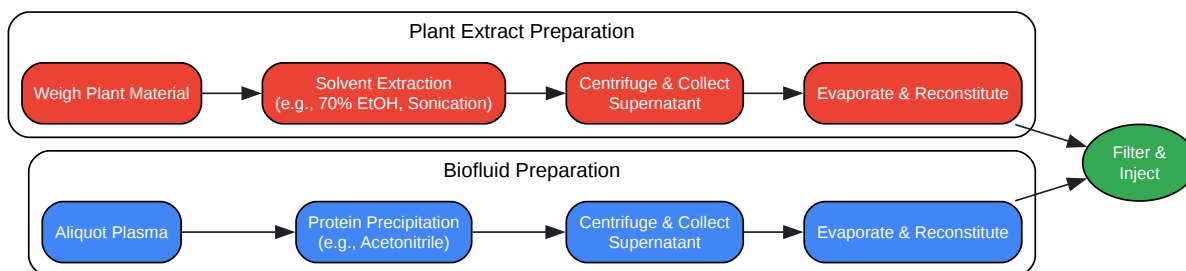 Plant Extract Preparation
Weigh Plant Material
Solvent Extraction
(e.g., 70% EtOH, Sonication)
Centrifuge & Collect
Supernatant
Evaporate & Reconstitute
Filter &
Inject
Biofluid Preparation
Aliquot Plasma
Protein Precipitation
(e.g., Acetonitrile)
Centrifuge & Collect
Supernatant
Evaporate & Reconstitute